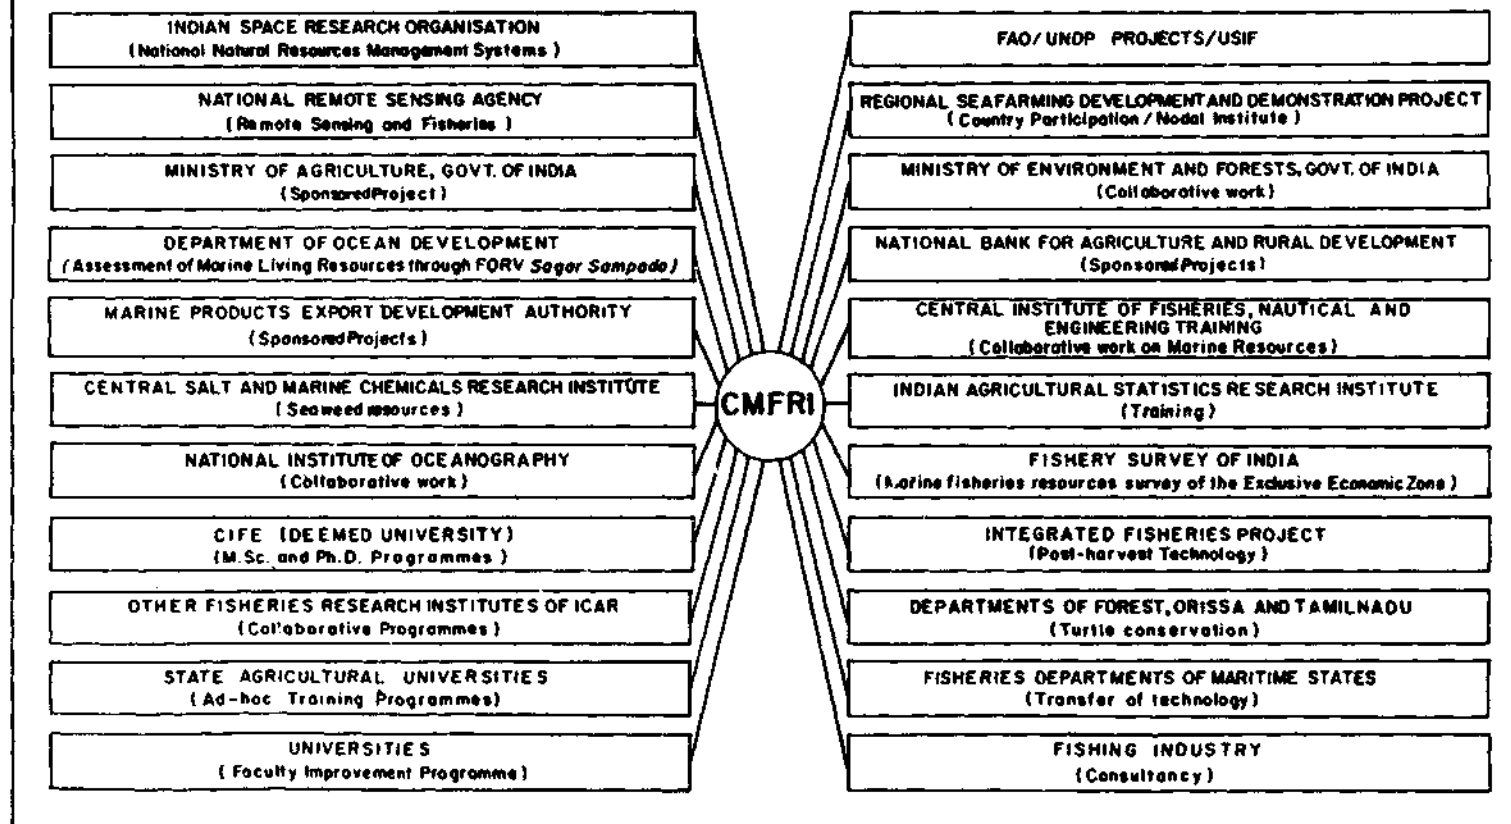 INDIAN SPACE RESEARCH ORGANISATION
(National Natural Resources Management Systems)
NATIONAL REMOTE SENSING AGENCY
(Remote Sensing and Fisheries)
MINISTRY OF AGRICULTURE, GOVT. OF INDIA
(Sponsored Project)
DEPARTMENT OF OCEAN DEVELOPMENT
(Assessment of Marine Living Resources through FORV Sagar Sampada)
MARINE PRODUCTS EXPORT DEVELOPMENT AUTHORITY
(Sponsored Projects)
CENTRAL SALT AND MARINE CHEMICALS RESEARCH INSTITUTE
(Seaweed resources)
NATIONAL INSTITUTE OF OCEANOGRAPHY
(Collaborative work)
CIFE (DEEMED UNIVERSITY)
(M.Sc. and Ph.D. Programmes)
OTHER FISHERIES RESEARCH INSTITUTES OF ICAR
(Collaborative Programmes)
STATE AGRICULTURAL UNIVERSITIES
(Ad-hoc Training Programmes)
UNIVERSITIES
(Faculty Improvement Programme)
CMFRI
FAO/UNDP PROJECTS/USIF
REGIONAL SEAFARMING DEVELOPMENT AND DEMONSTRATION PROJECT
(Country Participation/Nodal Institute)
MINISTRY OF ENVIRONMENT AND FORESTS, GOVT. OF INDIA
(Collaborative work)
NATIONAL BANK FOR AGRICULTURE AND RURAL DEVELOPMENT
(Sponsored Projects)
CENTRAL INSTITUTE OF FISHERIES, NAUTICAL AND
ENGINEERING TRAINING
(Collaborative work on Marine Resources)
INDIAN AGRICULTURAL STATISTICS RESEARCH INSTITUTE
(Training)
FISHERY SURVEY OF INDIA
(Marine fisheries resources survey of the Exclusive Economic Zone)
INTEGRATED FISHERIES PROJECT
(Post-harvest Technology)
DEPARTMENTS OF FOREST, ORISSA AND TAMILNADU
(Turtle conservation)
FISHERIES DEPARTMENTS OF MARITIME STATES
(Transfer of technology)
FISHING INDUSTRY
(Consultancy)